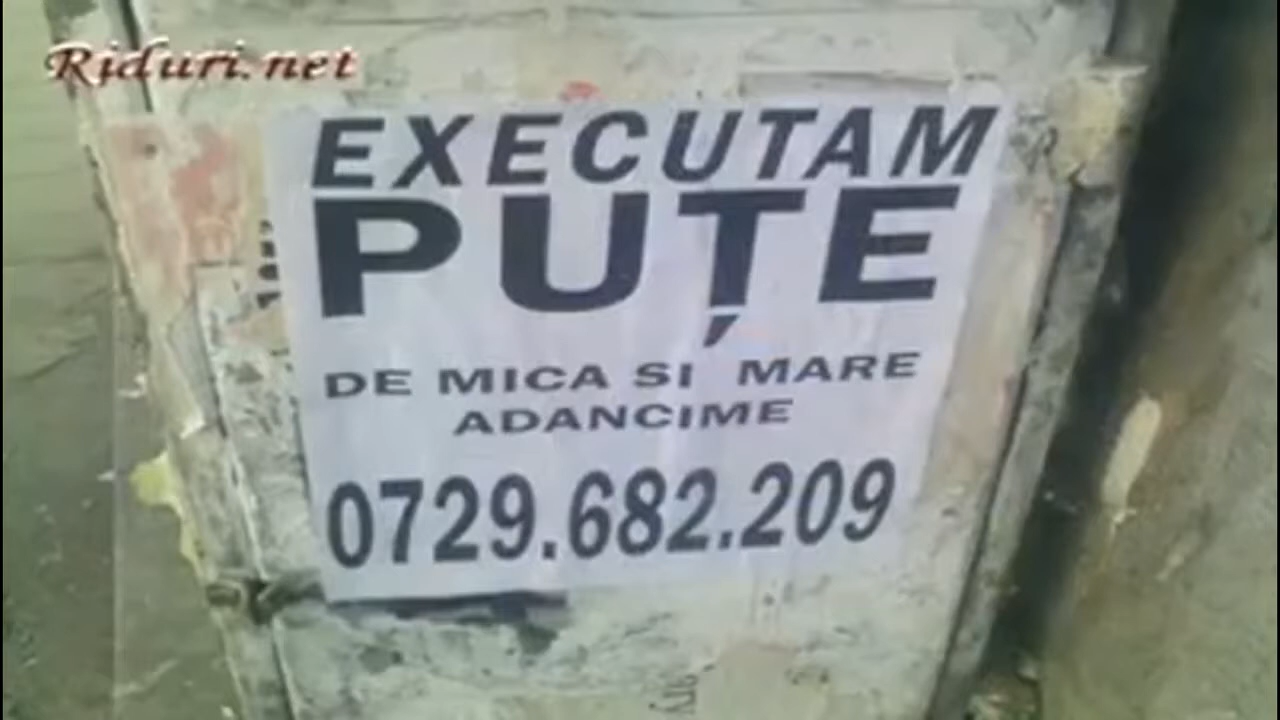 Riduri.net
EXECUTAM
PUȚE
DE MICA SI MARE
ADANCIME
0729.682.209